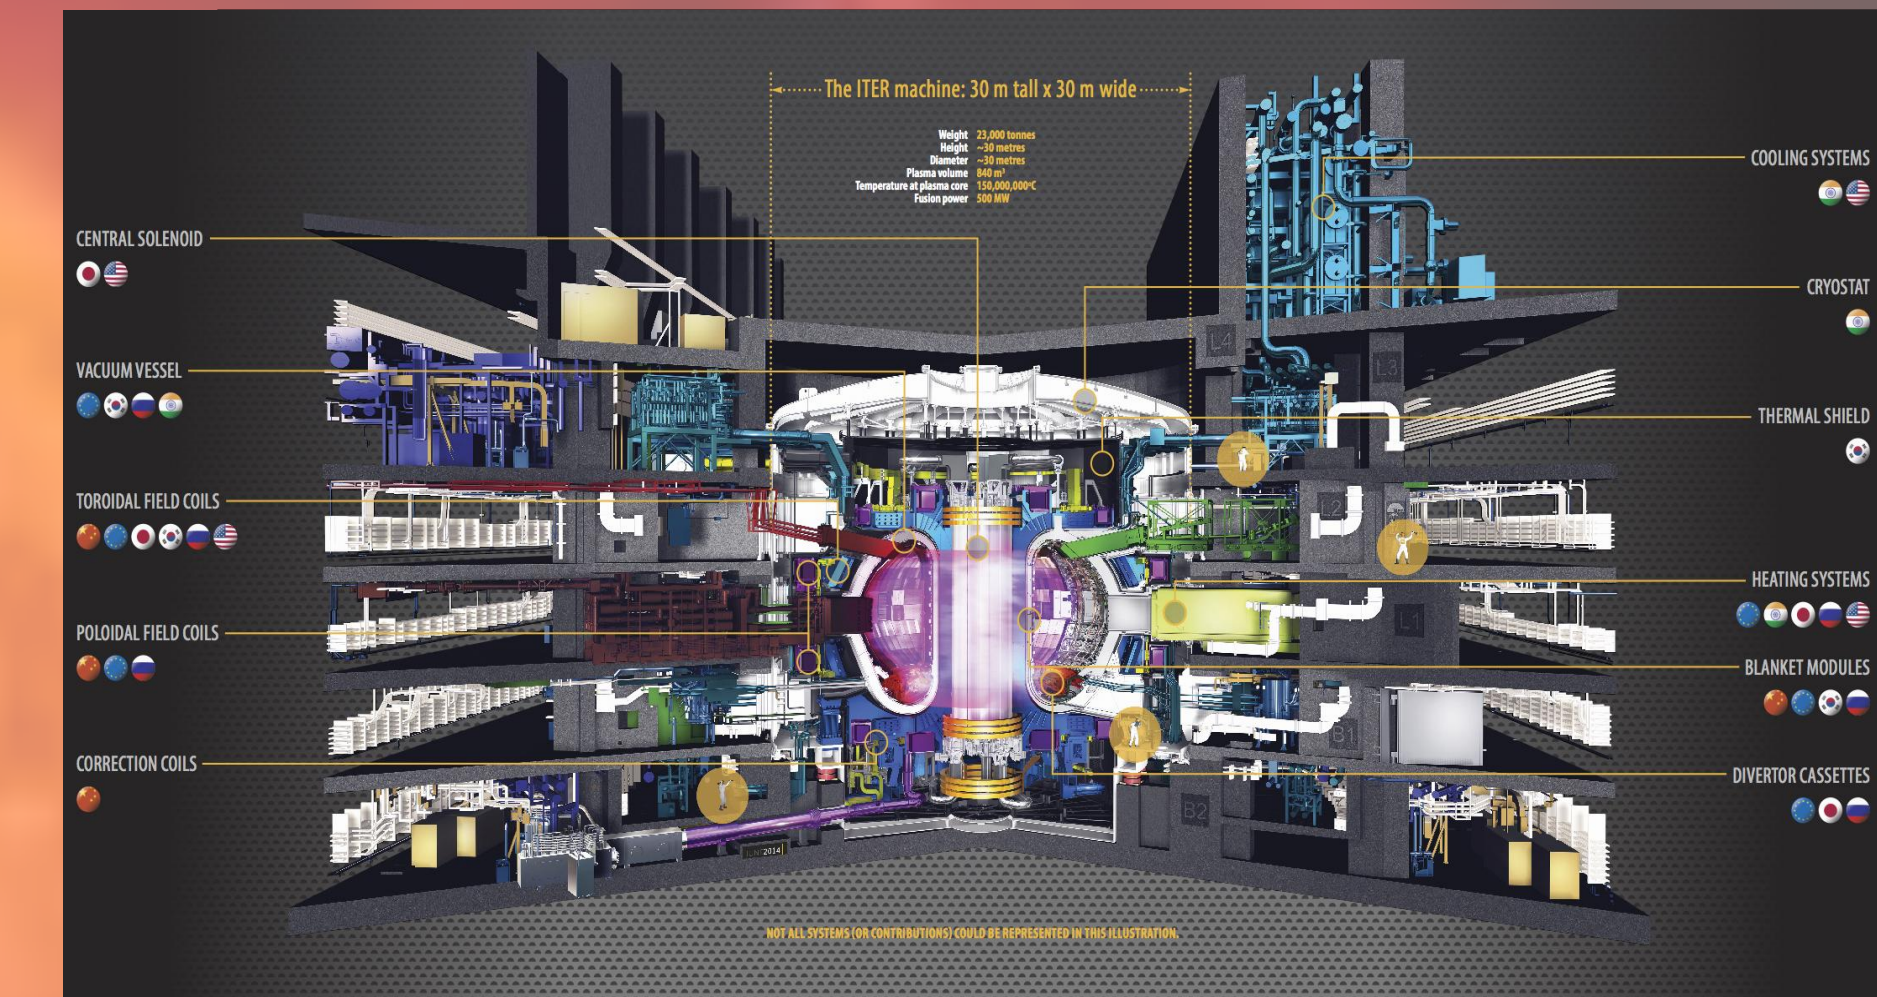 The ITER machine: 30 m tall x 30 m wide
Weight 23,000 tonnes
Height ~30 metres
Diameter ~30 metres
Plasma volume 840 m³
Temperature at plasma core 150,000,000ºC
Fusion power 500 MW
CENTRAL SOLENOID
VACUUM VESSEL
TOROIDAL FIELD COILS
POLOIDAL FIELD COILS
CORRECTION COILS
COOLING SYSTEMS
CRYOSTAT
THERMAL SHIELD
HEATING SYSTEMS
BLANKET MODULES
DIVERTOR CASSETTES
L4
L3
L2
L1
B1
B2
2014
NOT ALL SYSTEMS (OR CONTRIBUTIONS) COULD BE REPRESENTED IN THIS ILLUSTRATION.